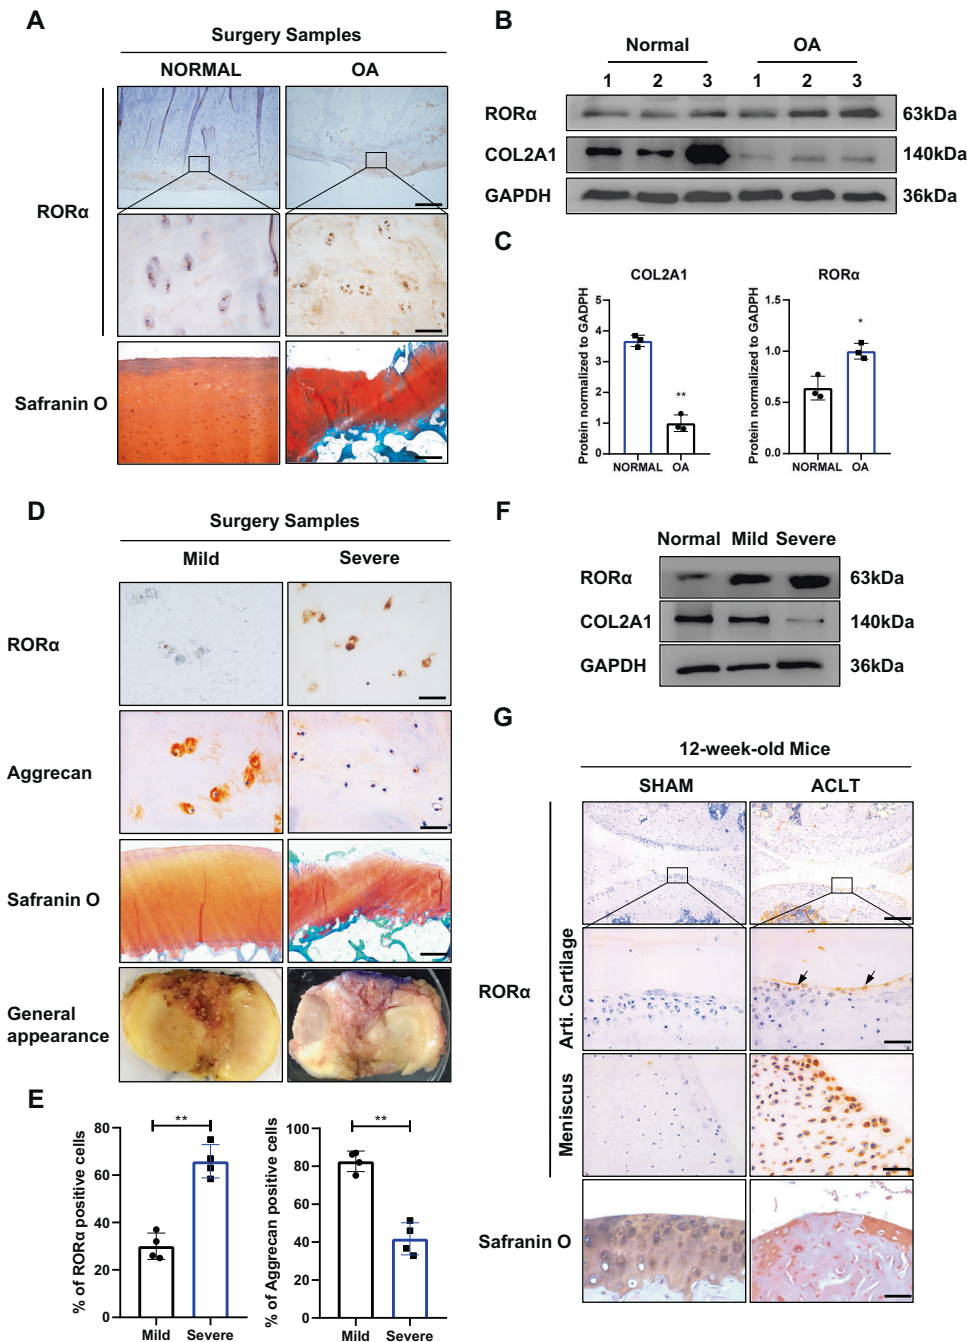 A
Surgery Samples
NORMAL OA
RORα
Safranin O
B
Normal OA
1 2 3 1 2 3
RORα 63kDa
COL2A1 140kDa
GAPDH 36kDa
C
COL2A1
Protein normalized to GADPH
5
4
3
2
1
0
**
NORMAL OA
RORα
Protein normalized to GADPH
1.5
1.0
0.5
0.0
*
NORMAL OA
D
Surgery Samples
Mild Severe
RORα
Aggrecan
Safranin O
General
appearance
E
% of RORα positive cells
80
60
40
20
0
**
Mild Severe
% of Aggrecan positive cells
100
80
60
40
20
0
**
Mild Severe
F
Normal Mild Severe
RORα 63kDa
COL2A1 140kDa
GAPDH 36kDa
G
12-week-old Mice
SHAM ACLT
RORα
Arti. Cartilage
Meniscus
Safranin O